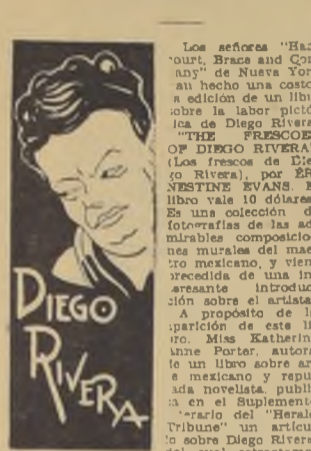 DIEGO
RIVERA
Los señores "Har
court, Brace and Com
any" de Nueva Yor
an hecho una costo
a edición de un libr
sobre la labor pictó
ica de Diego Rivera
"THE FRESCOES
OF DIEGO RIVERA"
(Los frescos de Die
go Rivera), por ER
NESTINE EVANS. E
libro vale 10 dólares
Es una colección d
fotografías de las ad
mirables composicio
nes murales del mae
tro mexicano, y vien
precedida de una in
eresante introduc
ción sobre el artista
A propósito de l
aparición de este li
bro, Miss Katherin
Anne Porter, autora
de un libro sobre ar
e mexicano y repu
ada novelista, publi
a en el Suplemento
erario del "Herald
Tribune" un artícu
o sobre Diego Rivera